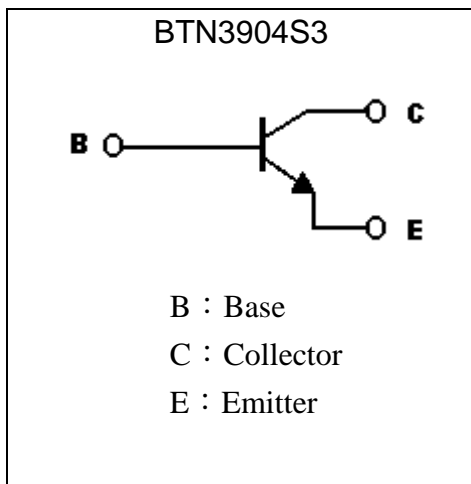 BTN3904S3
C
B
E
B：Base
C：Collector
E：Emitter